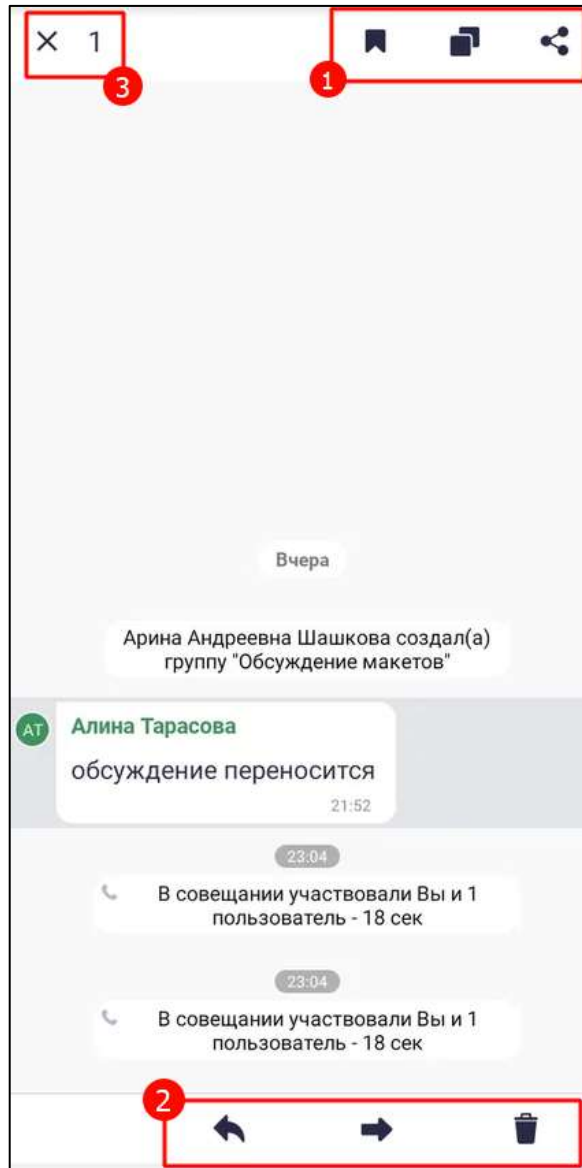 1
1
3
Вчера
Арина Андреевна Шашкова создал(а)
группу "Обсуждение макетов"
АТ
Алина Тарасова
обсуждение переносится
21:52
23:04
В совещании участвовали Вы и 1
пользователь - 18 сек
23:04
В совещании участвовали Вы и 1
пользователь - 18 сек
2